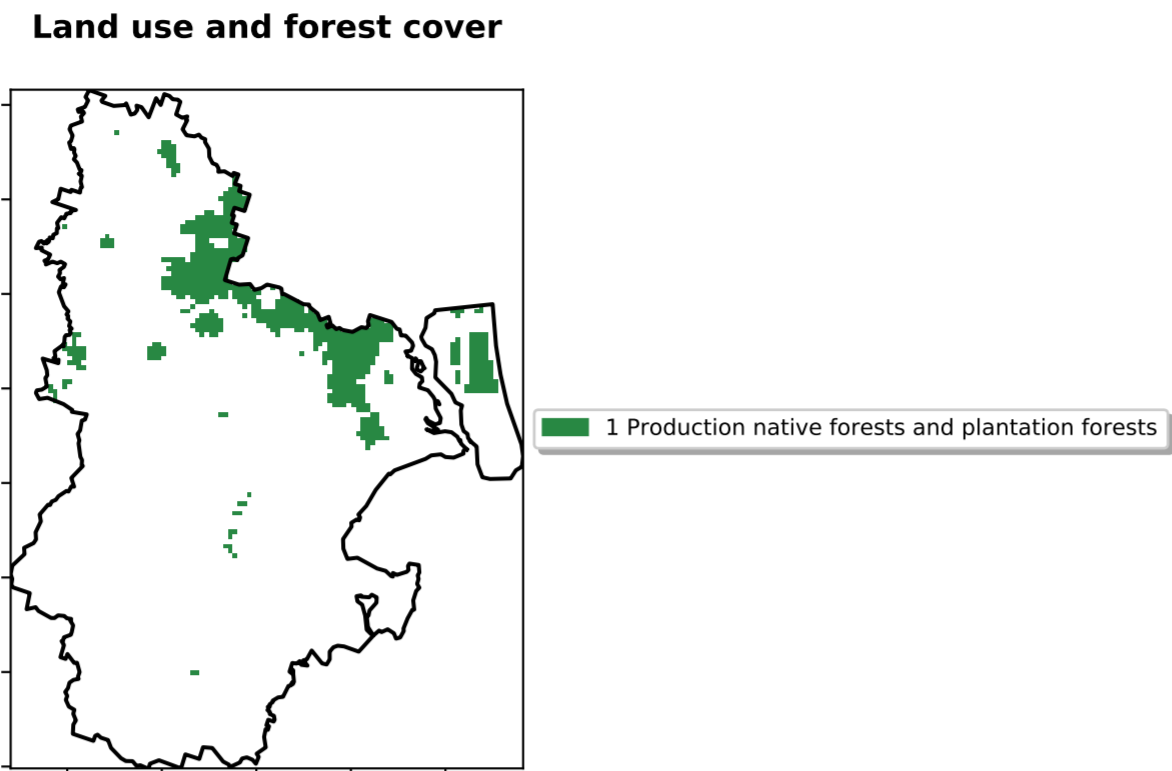 Land use and forest cover
1 Production native forests and plantation forests